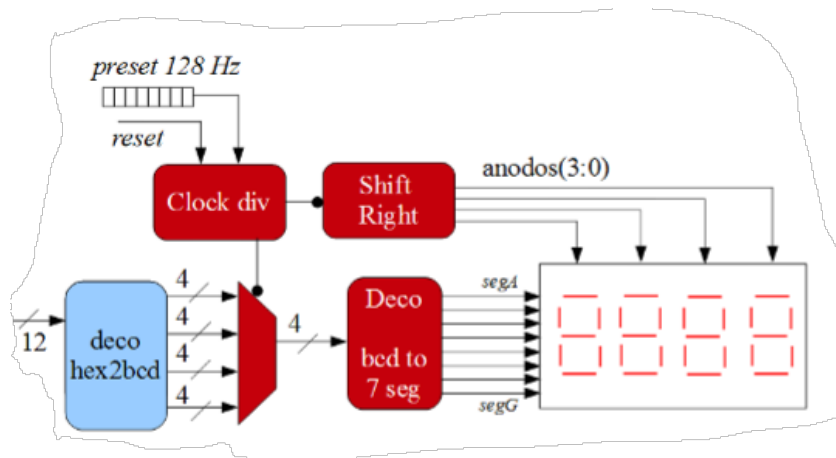 preset 128 Hz
reset
Clock div
Shift
Right
anodos(3:0)
12
deco
hex2bcd
4
4
4
4
4
Deco
bcd to
7 seg
segA
segG